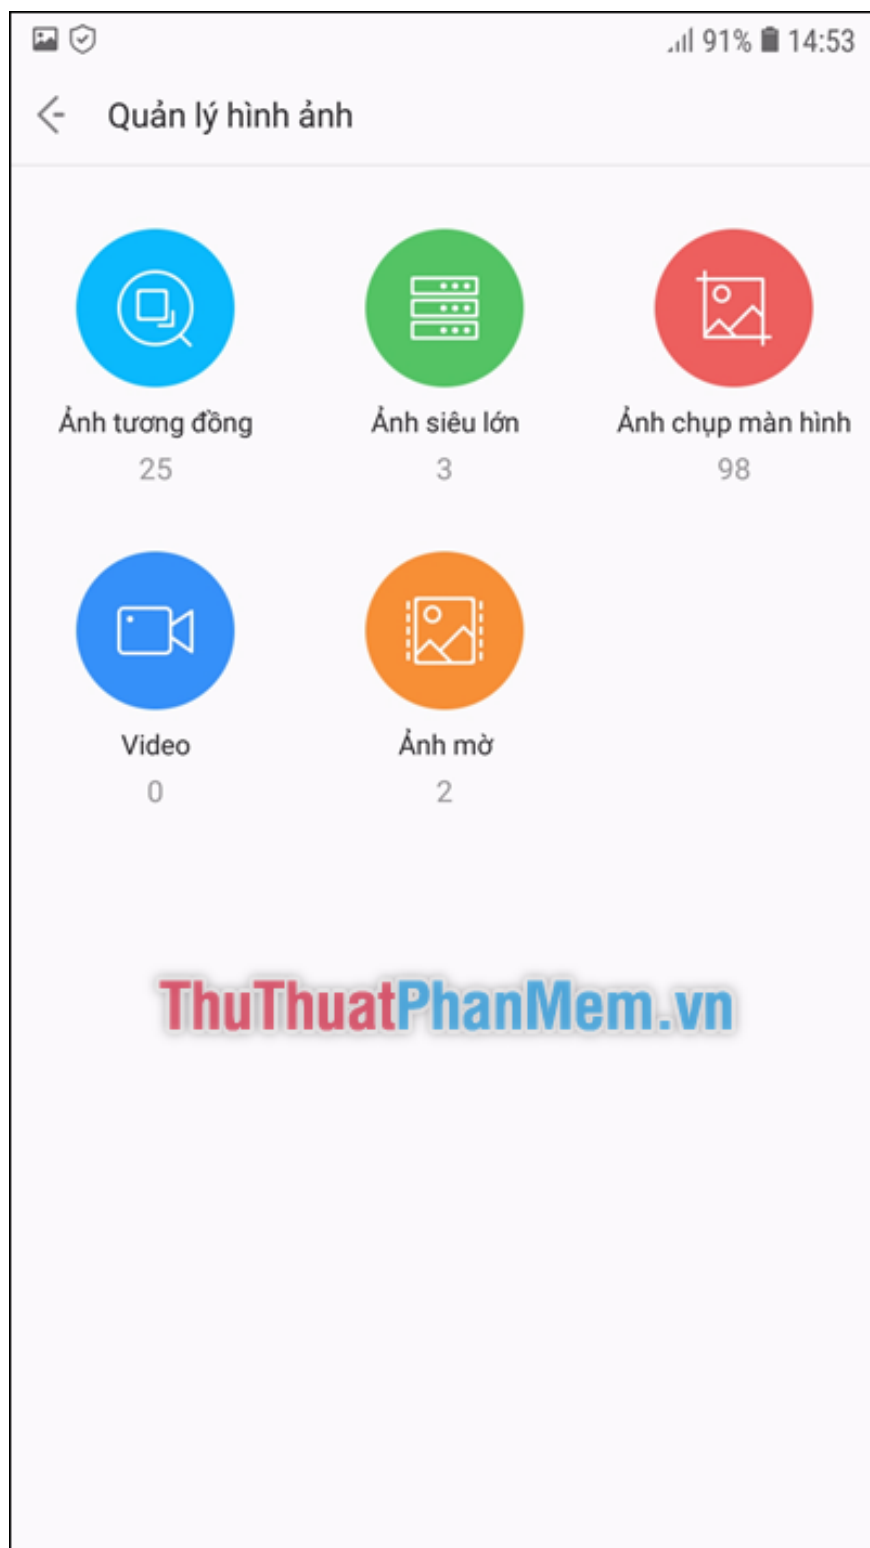 91% 14:53
Quản lý hình ảnh
Ảnh tương đồng
25
Ảnh siêu lớn
3
Ảnh chụp màn hình
98
Video
0
Ảnh mờ
2
ThuThuatPhanMem.vn